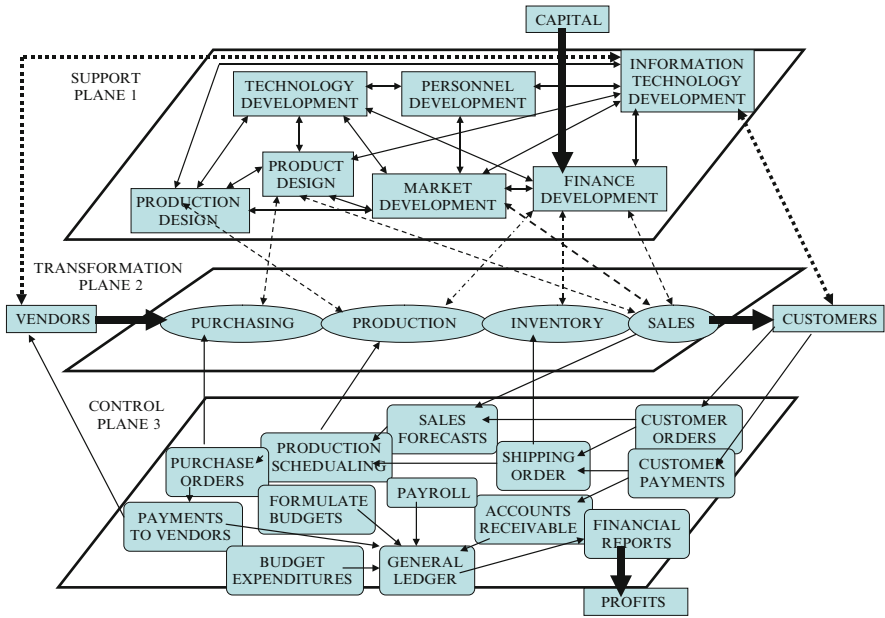 CAPITAL
SUPPORT
PLANE 1
INFORMATION
TECHNOLOGY
DEVELOPMENT
TECHNOLOGY
DEVELOPMENT
PERSONNEL
DEVELOPMENT
PRODUCT
DESIGN
PRODUCTION
DESIGN
MARKET
DEVELOPMENT
FINANCE
DEVELOPMENT
TRANSFORMATION
PLANE 2
VENDORS
PURCHASING
PRODUCTION
INVENTORY
SALES
CUSTOMERS
CONTROL
PLANE 3
SALES
FORECASTS
CUSTOMER
ORDERS
PRODUCTION
SCHEDUALING
PURCHASE
ORDERS
SHIPPING
ORDER
CUSTOMER
PAYMENTS
PAYROLL
FORMULATE
BUDGETS
PAYMENTS
TO VENDORS
ACCOUNTS
RECEIVABLE
FINANCIAL
REPORTS
BUDGET
EXPENDITURES
GENERAL
LEDGER
PROFITS